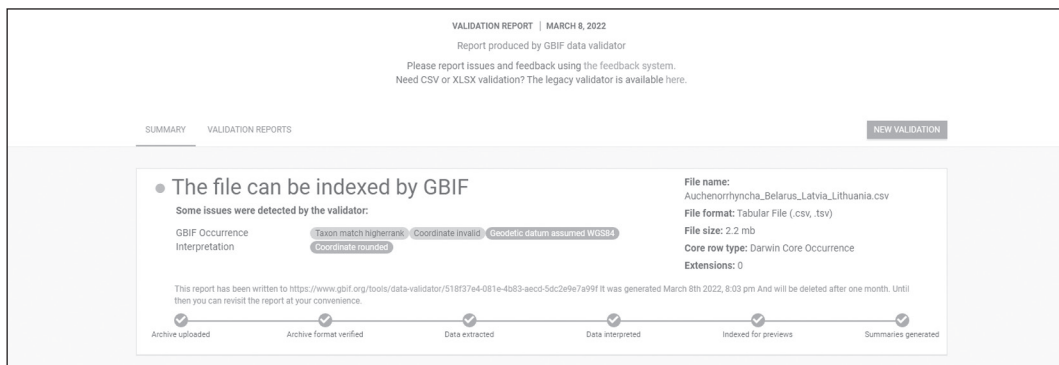 VALIDATION REPORT | MARCH 8, 2022
Report produced by GBIF data validator
Please report issues and feedback using the feedback system.
Need CSV or XLSX validation? The legacy validator is available here.
SUMMARY VALIDATION REPORTS NEW VALIDATION
The file can be indexed by GBIF
Some issues were detected by the validator:
GBIF Occurrence Interpretation
Taxon match higherrank Coordinate invalid Geodetic datum assumed WGS84
Coordinate rounded
File name:
Auchenorrhyncha_Belarus_Latvia_Lithuania.csv
File format: Tabular File (.csv, .tsv)
File size: 2.2 mb
Core row type: Darwin Core Occurrence
Extensions: 0
This report has been written to https://www.gbif.org/tools/data-validator/518f37e4-081e-4b83-aecd-5dc2e9e7a99f It was generated March 8th 2022, 8:03 pm And will be deleted after one month. Until
then you can revisit the report at your convenience.
Archive uploaded Archive format verified Data extracted Data interpreted Indexed for previews Summaries generated